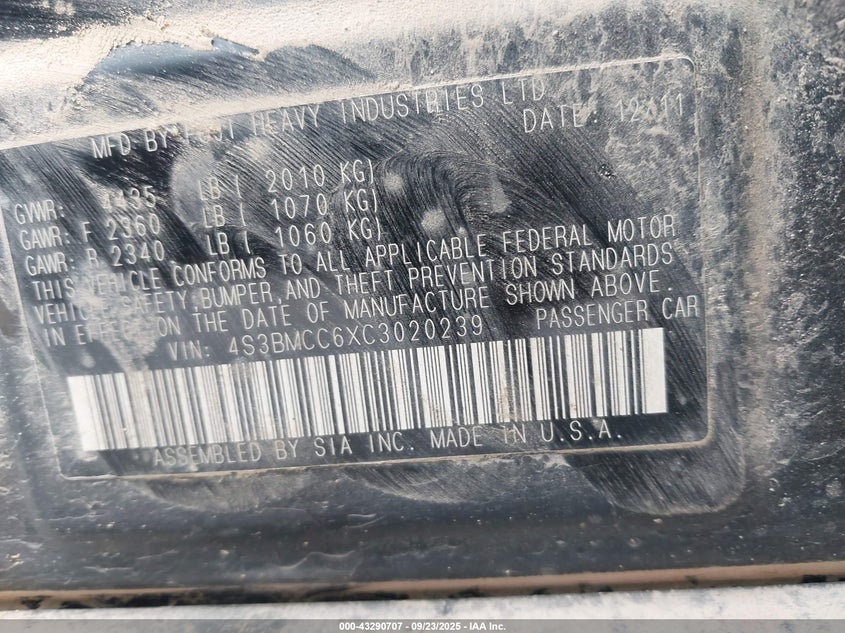 MFD BY FUJI HEAVY INDUSTRIES LTD
DATE: 12/11
GVWR: 4435 LB ( 2010 KG)
GAWR: F 2360 LB ( 1070 KG)
GAWR: R 2340 LB ( 1060 KG)
THIS VEHICLE CONFORMS TO ALL APPLICABLE FEDERAL MOTOR
VEHICLE SAFETY, BUMPER, AND THEFT PREVENTION STANDARDS
IN EFFECT ON THE DATE OF MANUFACTURE SHOWN ABOVE.
VIN: 4S3BMCC6XC3020239 PASSENGER CAR
ASSEMBLED BY SIA INC. MADE IN U.S.A.
000-43290707 - 09/23/2025 - IAA Inc.